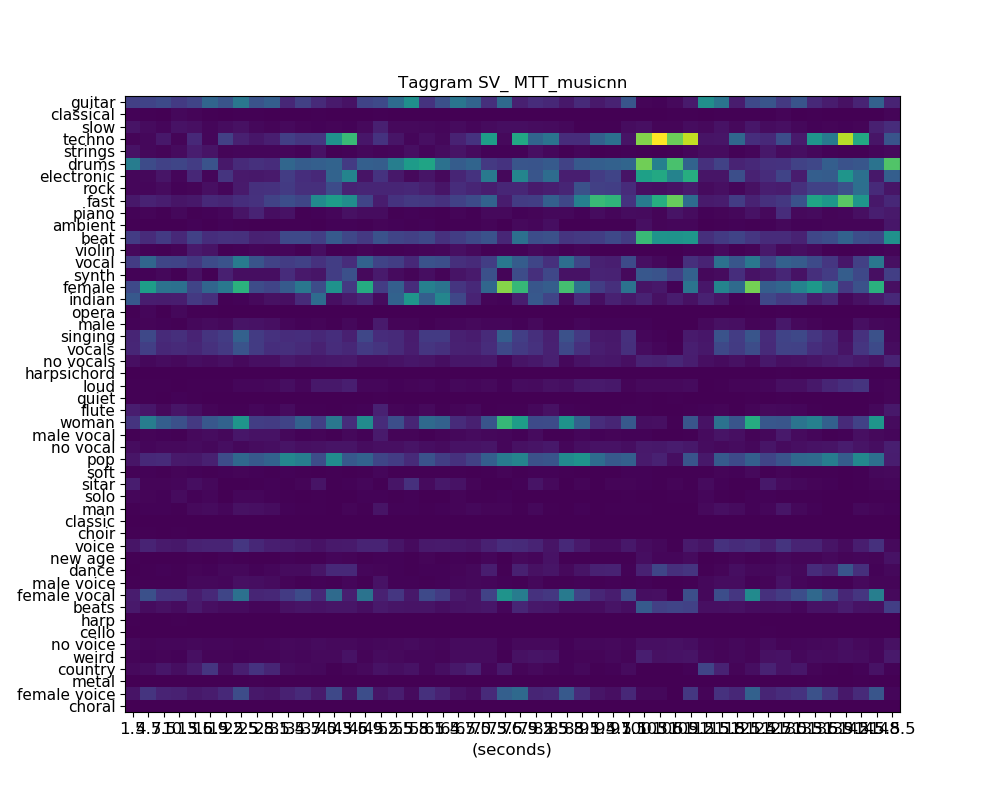 Taggram SV_ MTT_musicnn
guitar
classical
slow
techno
strings
drums
electronic
rock
fast
piano
ambient
beat
violin
vocal
synth
female
indian
opera
male
singing
vocals
no vocals
harpsichord
loud
quiet
flute
woman
male vocal
no vocal
pop
soft
sitar
solo
man
classic
choir
voice
new age
dance
male voice
female vocal
beats
harp
cello
no voice
weird
country
metal
female voice
choral
(seconds)